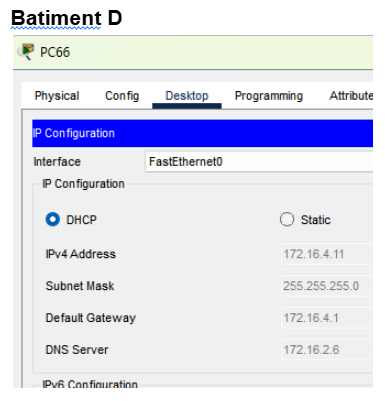 Batiment D
PC66
Physical Config Desktop Programming Attribute
IP Configuration
Interface FastEthernet0
IP Configuration
DHCP Static
IPv4 Address 172.16.4.11
Subnet Mask 255.255.255.0
Default Gateway 172.16.4.1
DNS Server 172.16.2.6
IPv6 Configuration